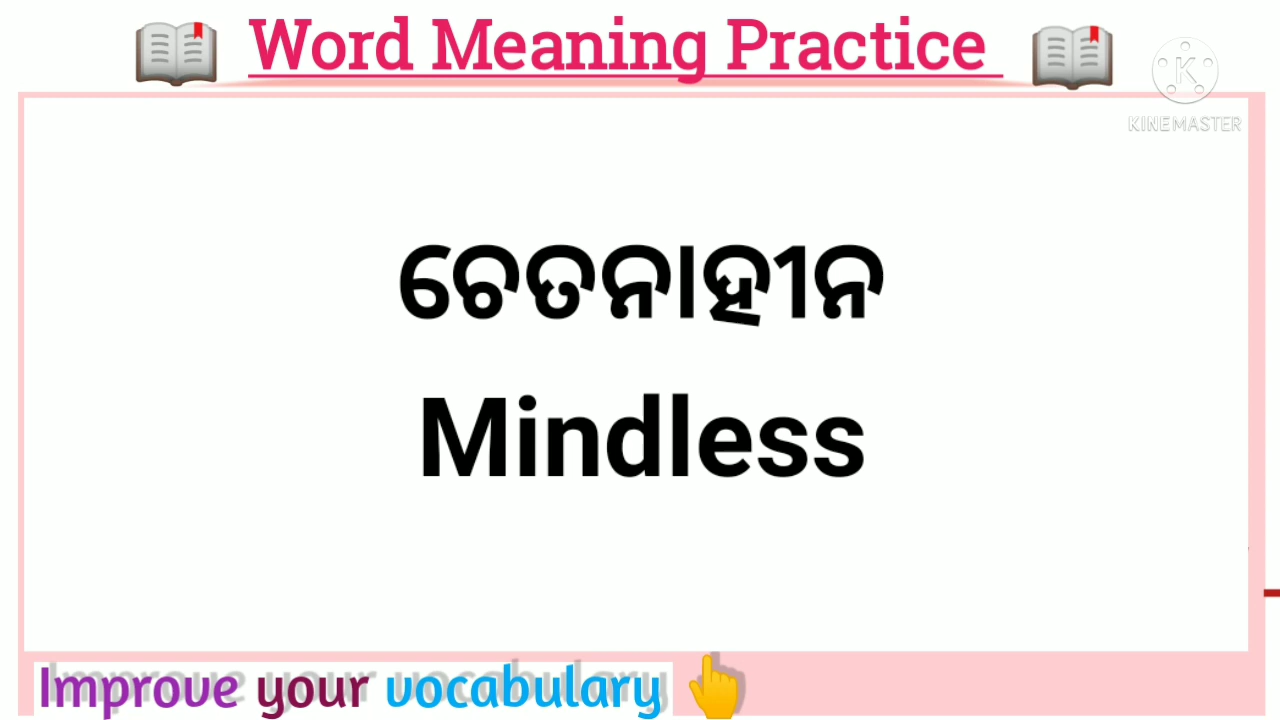 Word Meaning Practice
KINEMASTER
ଚେତନାହୀନ
Mindless
Improve your vocabulary